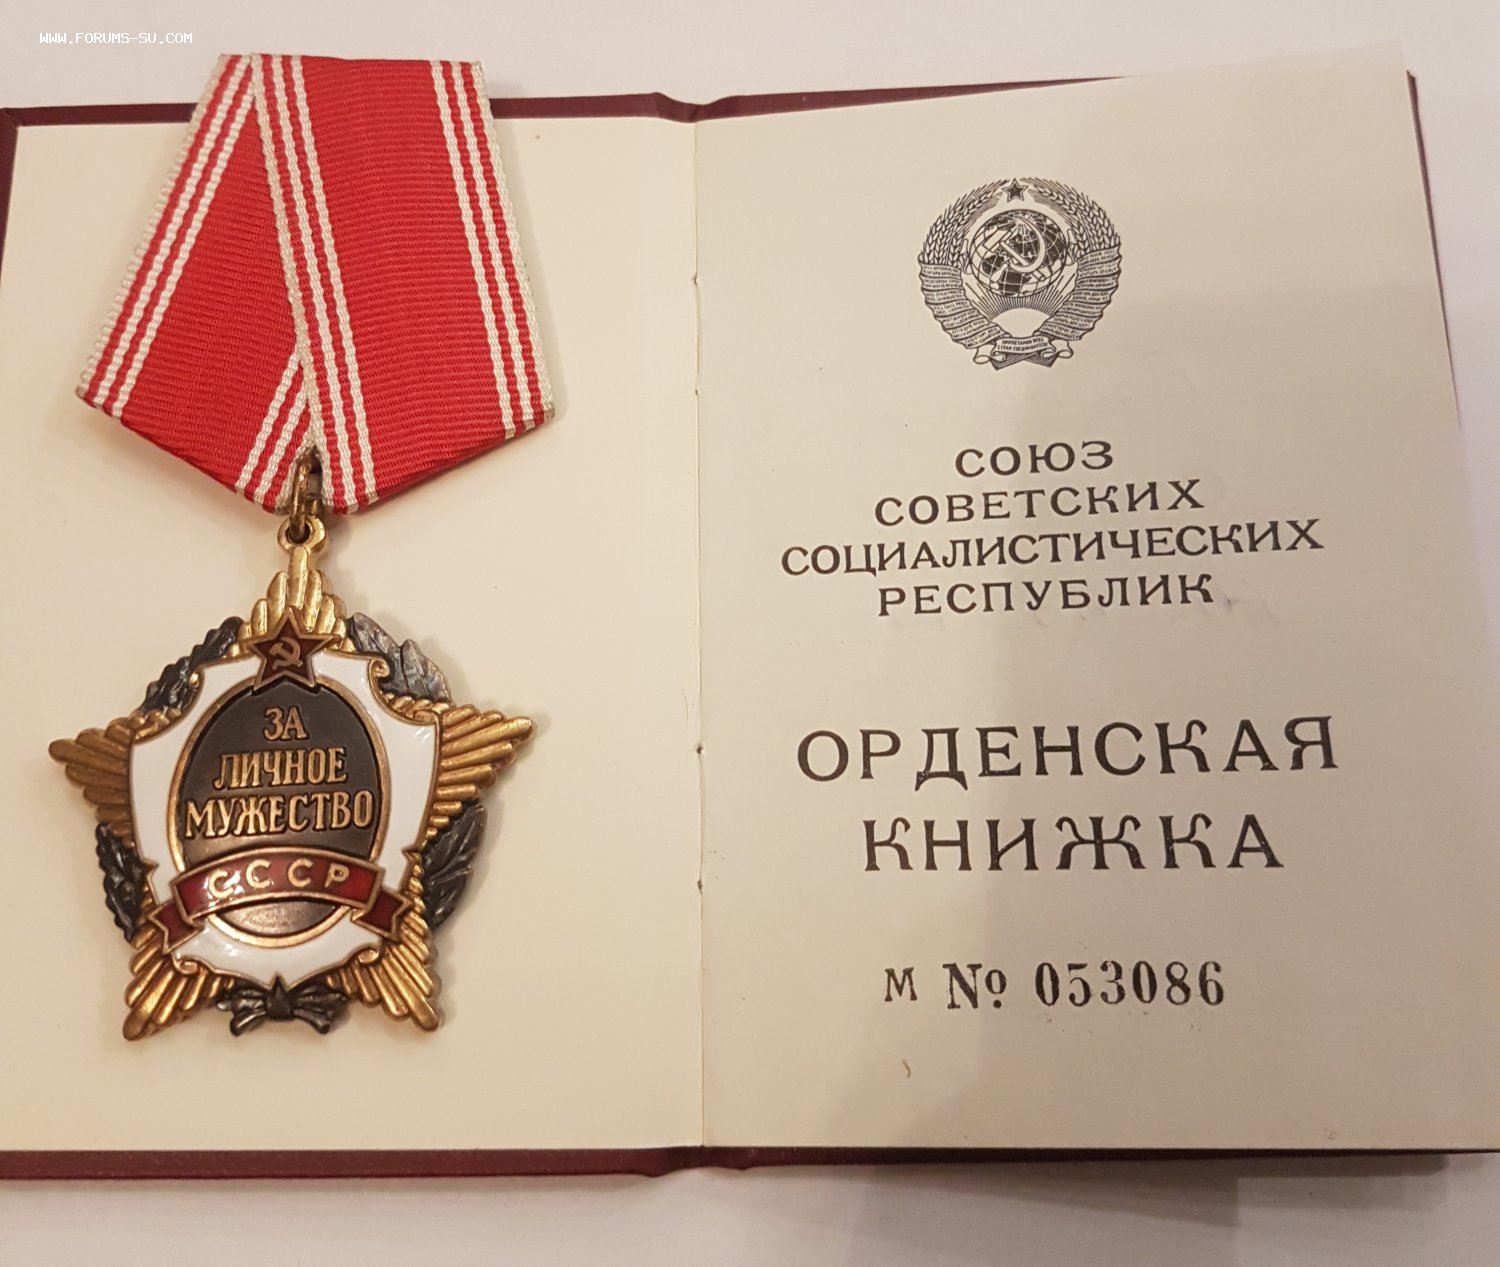 WWW.FORUMS-SU.COM
ЗА
ЛИЧНОЕ
МУЖЕСТВО
СССР
СОЮЗ
СОВЕТСКИХ
СОЦИАЛИСТИЧЕСКИХ
РЕСПУБЛИК
ОРДЕНСКАЯ
КНИЖКА
М № 053086